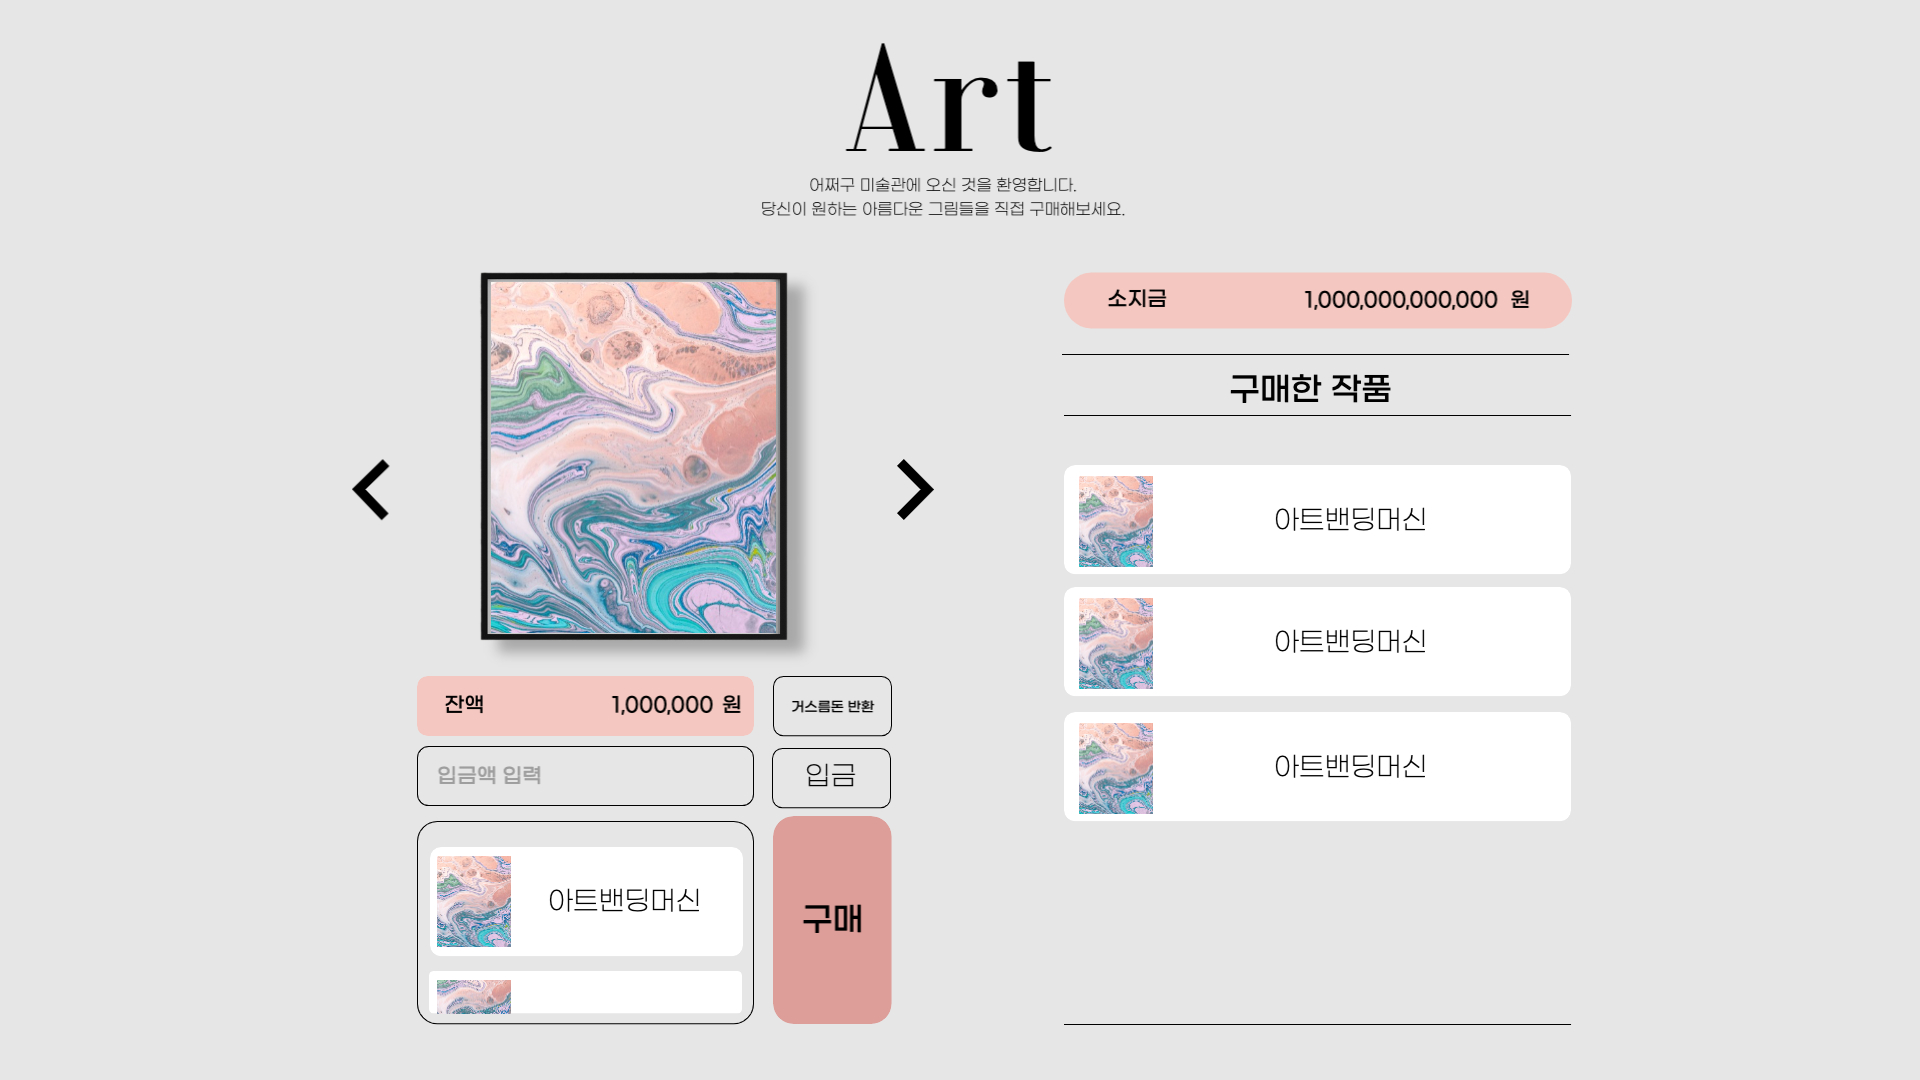 Art
어쩌구 미술관에 오신 것을 환영합니다.
당신이 원하는 아름다운 그림들을 직접 구매해보세요.
잔액 1,000,000 원
거스름돈 반환
입금액 입력
입금
아트밴딩머신
구매
소지금 1,000,000,000,000 원
구매한 작품
아트밴딩머신
아트밴딩머신
아트밴딩머신